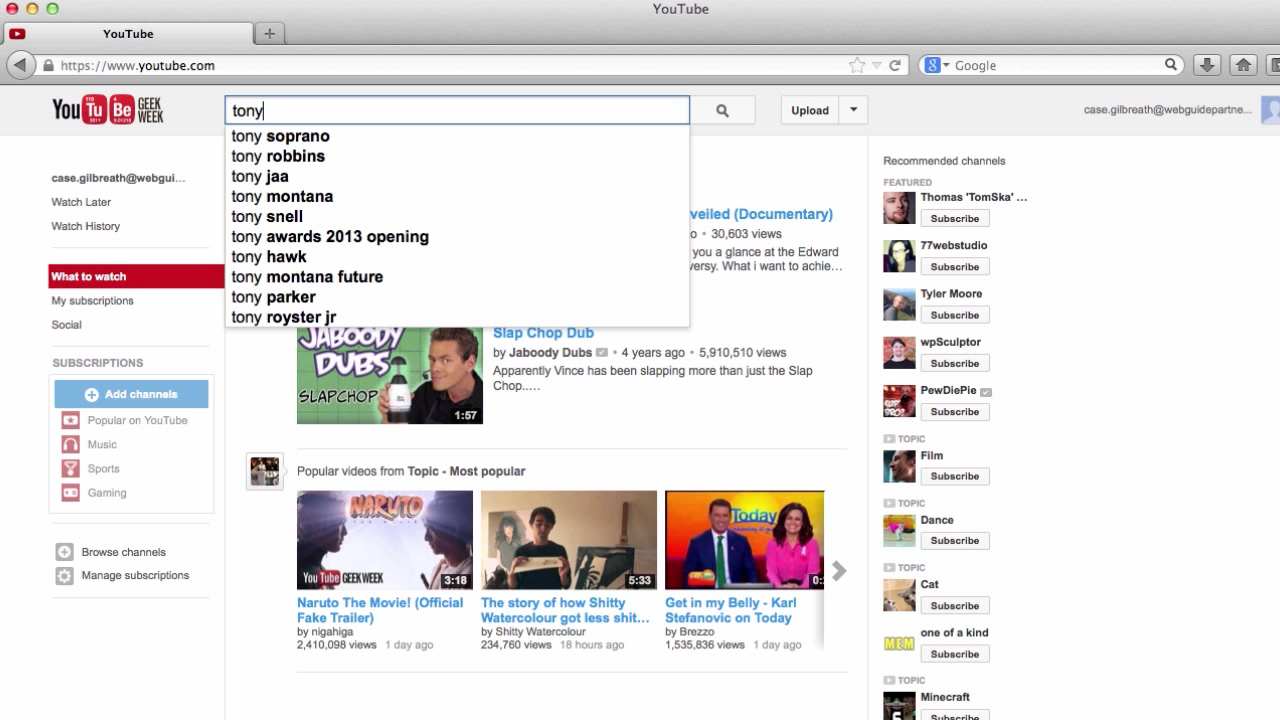 YouTube
YouTube
https://www.youtube.com
Google
You Tu Be GEEK WEEK
tony
Upload
case.gilbreath@webguidepartne...
tony soprano
tony robbins
tony jaa
tony montana
tony snell
tony awards 2013 opening
tony hawk
tony montana future
tony parker
tony royster jr
case.gilbreath@webgui...
Watch Later
Watch History
What to watch
My subscriptions
Social
SUBSCRIPTIONS
Add channels
Popular on YouTube
Music
Sports
Gaming
Browse channels
Manage subscriptions
veiled (Documentary)
o • 30,603 views
you a glance at the Edward
versy. What i want to achie...
JABOODY
DUBS
SLAPCHOP
1:57
Slap Chop Dub
by Jaboody Dubs • 4 years ago • 5,910,510 views
Apparently Vince has been slapping more than just the Slap
Chop.....
Popular videos from Topic - Most popular
NARUTO
You Tube GEEK WEEK
3:18
5:33
Today
0:
Naruto The Movie! (Official
Fake Trailer)
by nigahiga
2,410,098 views 1 day ago
The story of how Shitty
Watercolour got less shit...
by Shitty Watercolour
234,760 views 18 hours ago
Get in my Belly - Karl
Stefanovic on Today
by Brezzo
1,535,836 views 1 day ago
Recommended channels
FEATURED
Thomas 'TomSka' ...
Subscribe
77webstudio
Subscribe
Tyler Moore
Subscribe
wpSculptor
Subscribe
PewDiePie
Subscribe
TOPIC
Film
Subscribe
TOPIC
Dance
Subscribe
TOPIC
Cat
Subscribe
MEM
one of a kind
Subscribe
TOPIC
Minecraft
Subscribe